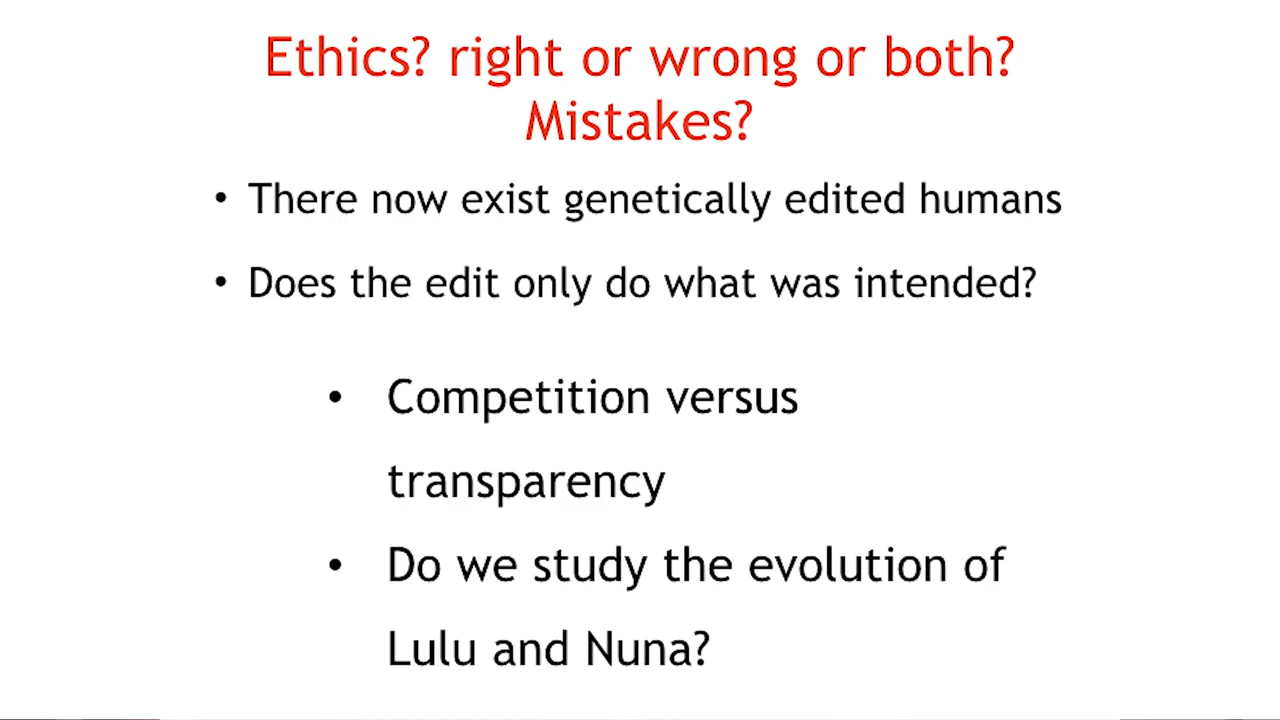 Ethics? right or wrong or both?
Mistakes?
• There now exist genetically edited humans
• Does the edit only do what was intended?
• Competition versus
transparency
• Do we study the evolution of
Lulu and Nuna?